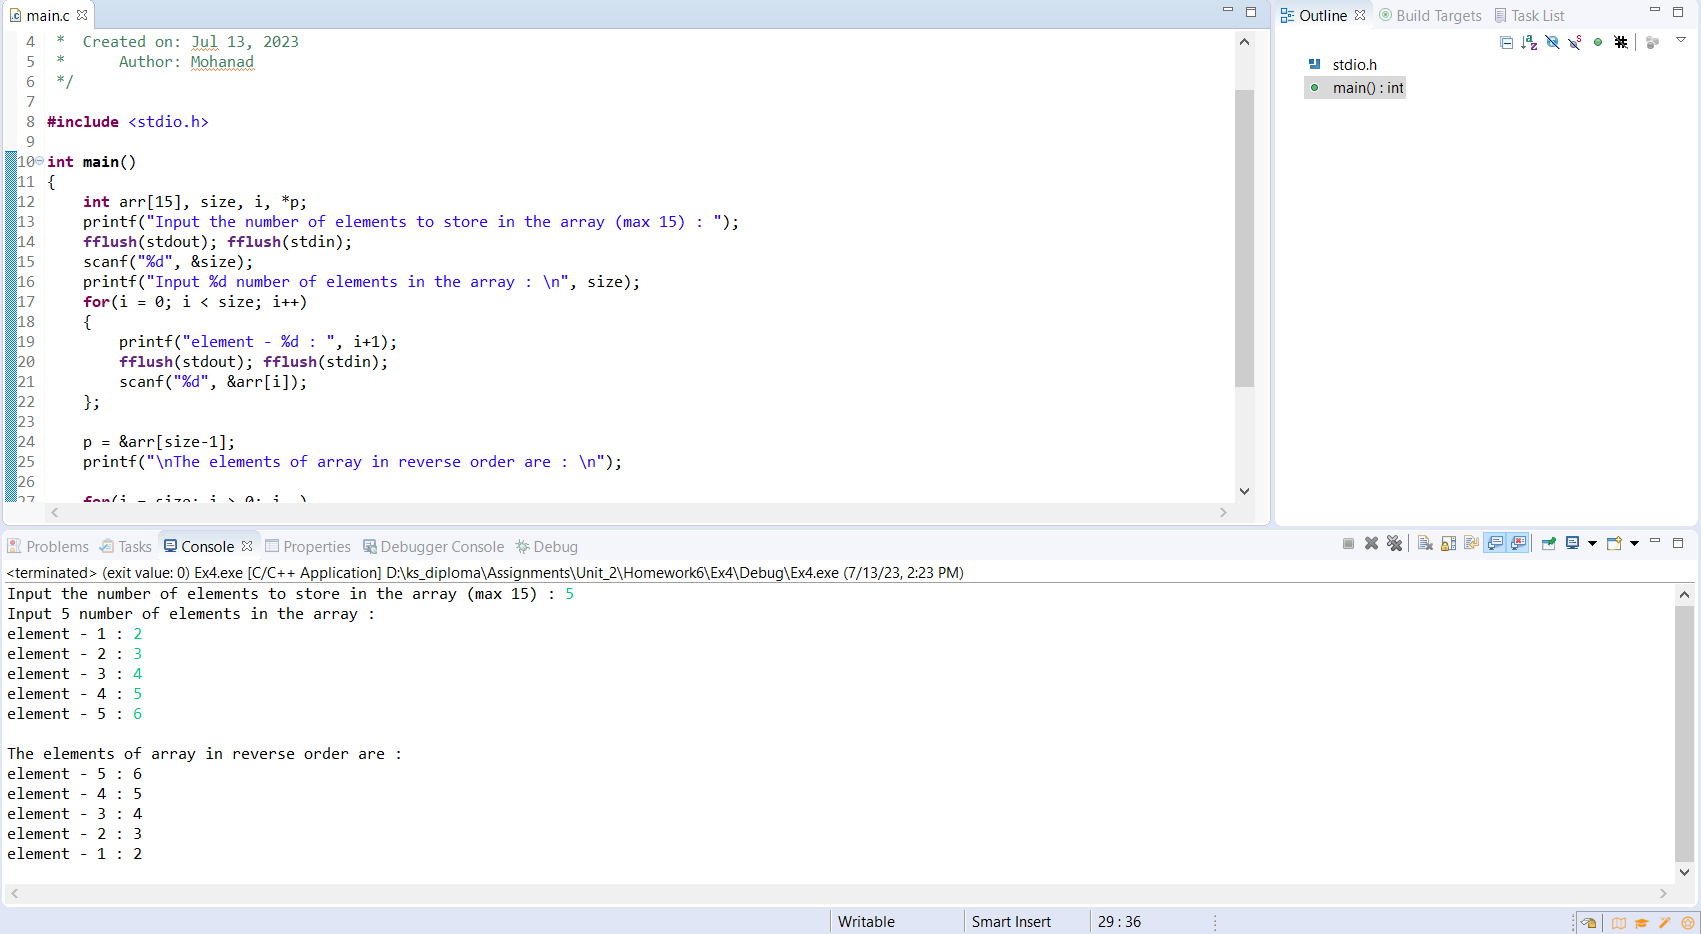 main.c
4  *  Created on: Jul 13, 2023
5  *      Author: Mohanad
6  */
7
8 #include <stdio.h>
9
10 int main()
11 {
12     int arr[15], size, i, *p;
13     printf("Input the number of elements to store in the array (max 15) : ");
14     fflush(stdout); fflush(stdin);
15     scanf("%d", &size);
16     printf("Input %d number of elements in the array : \n", size);
17     for(i = 0; i < size; i++)
18     {
19         printf("element - %d : ", i+1);
20         fflush(stdout); fflush(stdin);
21         scanf("%d", &arr[i]);
22     };
23
24     p = &arr[size-1];
25     printf("\nThe elements of array in reverse order are : \n");
26
27     for(i = size; i > 0; i--)
Outline Build Targets Task List
stdio.h
main() : int
Problems Tasks Console Properties Debugger Console Debug
<terminated> (exit value: 0) Ex4.exe [C/C++ Application] D:\ks_diploma\Assignments\Unit_2\Homework6\Ex4\Debug\Ex4.exe (7/13/23, 2:23 PM)
Input the number of elements to store in the array (max 15) : 5
Input 5 number of elements in the array :
element - 1 : 2
element - 2 : 3
element - 3 : 4
element - 4 : 5
element - 5 : 6

The elements of array in reverse order are :
element - 5 : 6
element - 4 : 5
element - 3 : 4
element - 2 : 3
element - 1 : 2
Writable Smart Insert 29 : 36